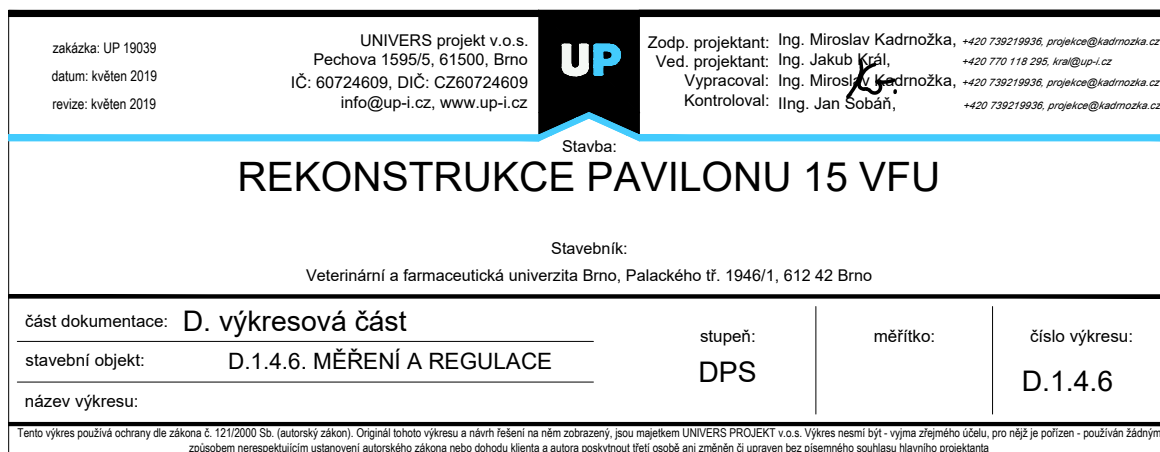 zakázka: UP 19039
datum: květen 2019
revize: květen 2019
UNIVERS projekt v.o.s.
Pechova 1595/5, 61500, Brno
IČ: 60724609, DIČ: CZ60724609
info@up-i.cz, www.up-i.cz
UP
Zodp. projektant: Ing. Miroslav Kadrnožka, +420 739219936, projekce@kadrnozka.cz
Ved. projektant: Ing. Jakub Král, +420 770 118 295, kral@up-i.cz
Vypracoval: Ing. Miroslav Kadrnožka, +420 739219936, projekce@kadrnozka.cz
Kontroloval: IIng. Jan Šobáň, +420 739219936, projekce@kadrnozka.cz
Stavba:
REKONSTRUKCE PAVILONU 15 VFU
Stavebník:
Veterinární a farmaceutická univerzita Brno, Palackého tř. 1946/1, 612 42 Brno
část dokumentace: D. výkresová část
stavební objekt: D.1.4.6. MĚŘENÍ A REGULACE
název výkresu:
stupeň:
DPS
měřítko:
číslo výkresu:
D.1.4.6
Tento výkres používá ochrany dle zákona č. 121/2000 Sb. (autorský zákon). Originál tohoto výkresu a návrh řešení na něm zobrazený, jsou majetkem UNIVERS PROJEKT v.o.s. Výkres nesmí být - vyjma zřejmého účelu, pro nějž je pořízen - používán žádným
způsobem nerespektujícím ustanovení autorského zákona nebo dohodu klienta a autora poskytnout třetí osobě ani změněn či upraven bez písemného souhlasu hlavního projektanta